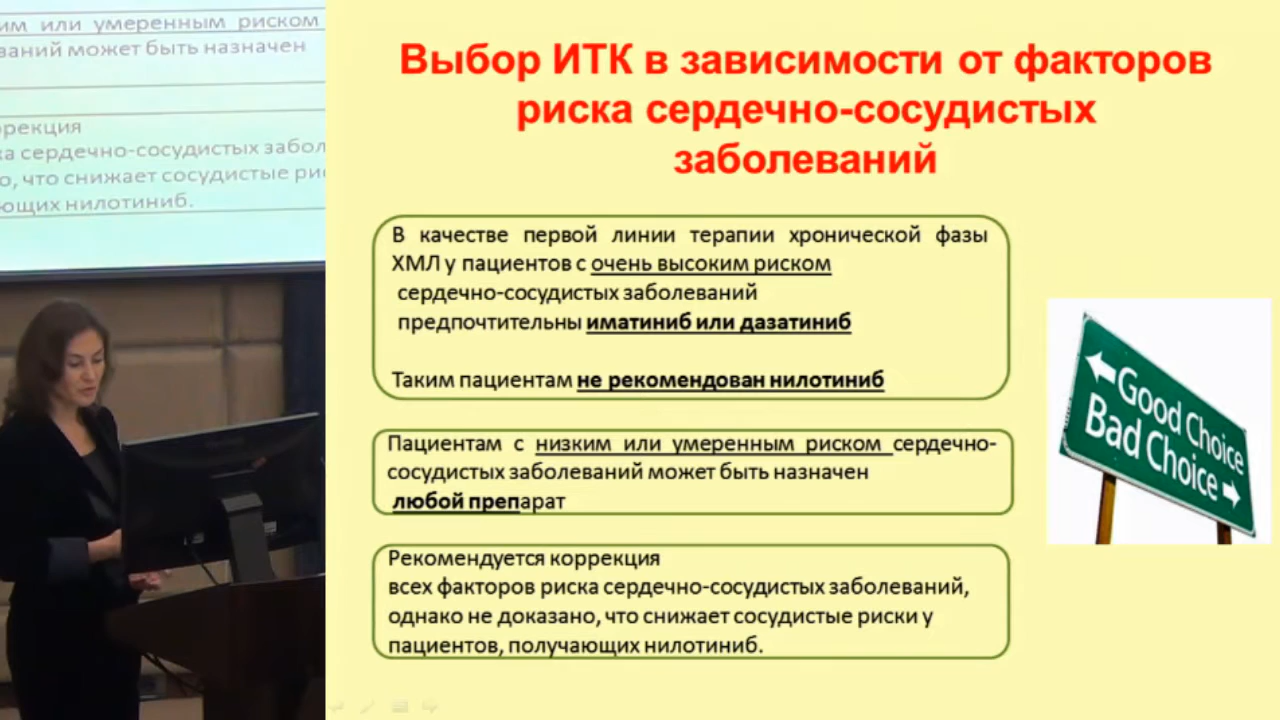 им или умеренным риском
ваний может быть назначен
рекция
ка сердечно-сосудистых забол
о, что снижает сосудистые ри
ющих нилотиниб.
Выбор ИТК в зависимости от факторов
риска сердечно-сосудистых
заболеваний
В качестве первой линии терапии хронической фазы
ХМЛ у пациентов с очень высоким риском
сердечно-сосудистых заболеваний
предпочтительны иматиниб или дазатиниб
Таким пациентам не рекомендован нилотиниб
Пациентам с низким или умеренным риском сердечно-
сосудистых заболеваний может быть назначен
любой препарат
Рекомендуется коррекция
всех факторов риска сердечно-сосудистых заболеваний,
однако не доказано, что снижает сосудистые риски у
пациентов, получающих нилотиниб.
Good Choice
Bad Choice